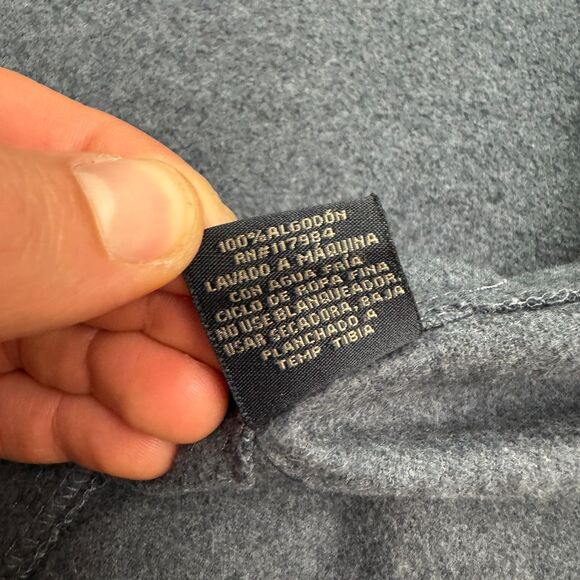 100% ALGODÓN
RN#117984
LAVADO A MÁQUINA
CON AGUA FRÍA
CICLO DE ROPA FINA
NO USE BLANQUEADOR,
USAR SECADORA, BAJA
PLANCHADO A
TEMP TIBIA